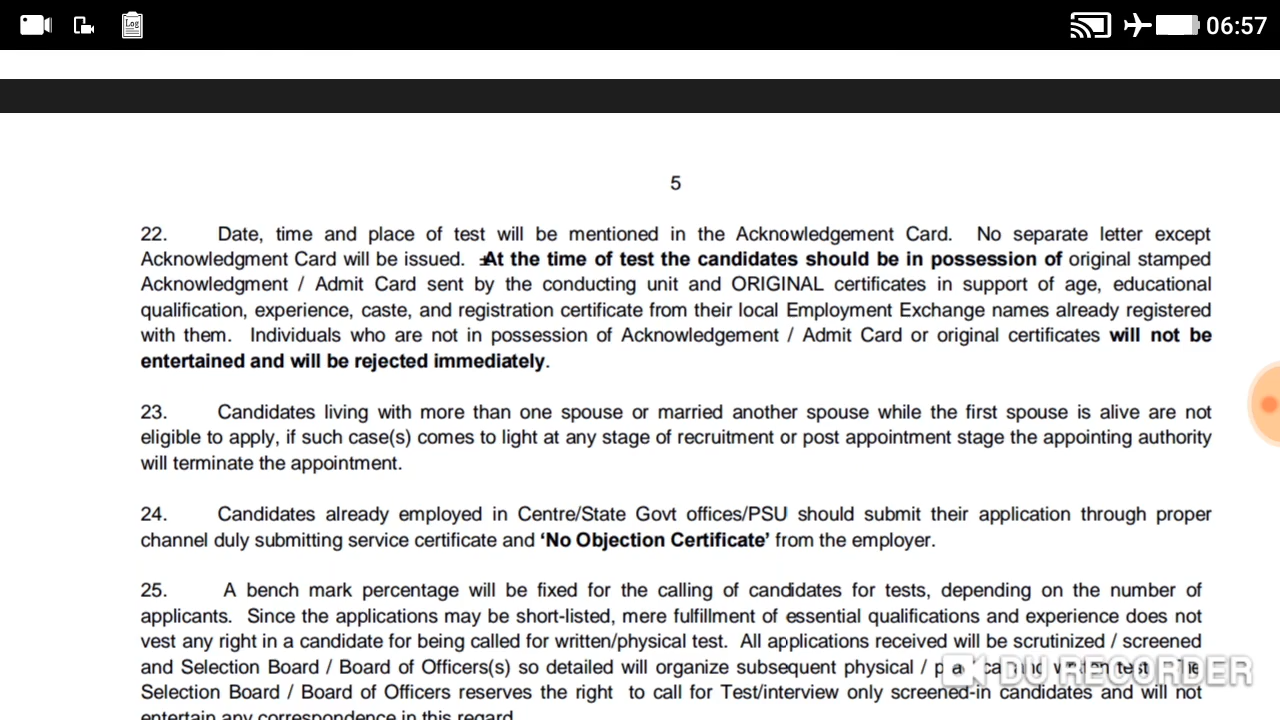 Log
06:57
5
22. Date, time and place of test will be mentioned in the Acknowledgement Card. No separate letter except
Acknowledgment Card will be issued. At the time of test the candidates should be in possession of original stamped
Acknowledgment / Admit Card sent by the conducting unit and ORIGINAL certificates in support of age, educational
qualification, experience, caste, and registration certificate from their local Employment Exchange names already registered
with them. Individuals who are not in possession of Acknowledgement / Admit Card or original certificates will not be
entertained and will be rejected immediately.
23. Candidates living with more than one spouse or married another spouse while the first spouse is alive are not
eligible to apply, if such case(s) comes to light at any stage of recruitment or post appointment stage the appointing authority
will terminate the appointment.
24. Candidates already employed in Centre/State Govt offices/PSU should submit their application through proper
channel duly submitting service certificate and ‘No Objection Certificate’ from the employer.
25. A bench mark percentage will be fixed for the calling of candidates for tests, depending on the number of
applicants. Since the applications may be short-listed, mere fulfillment of essential qualifications and experience does not
vest any right in a candidate for being called for written/physical test. All applications received will be scrutinized / screened
and Selection Board / Board of Officers(s) so detailed will organize subsequent physical / test
DU RECORDER
Selection Board / Board of Officers reserves the right to call for Test/interview only screened-in candidates and will not
entertain any correspondence in this regard